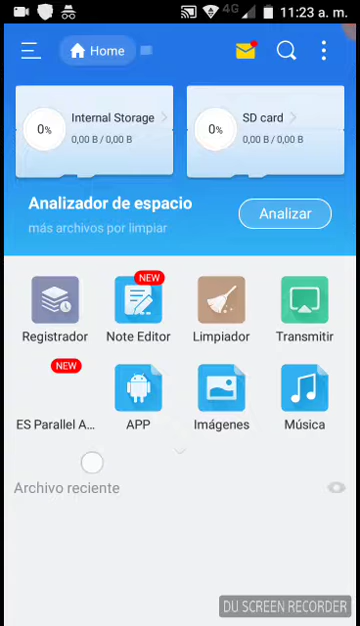 4G 11:23 a. m.
Home
Internal Storage
SD card
0%
0,00 B / 0,00 B
0%
0,00 B / 0,00 B
Analizador de espacio
más archivos por limpiar
Analizar
NEW
Registrador
Note Editor
Limpiador
Transmitir
NEW
ES Parallel A...
APP
Imágenes
Música
Archivo reciente
DU SCREEN RECORDER